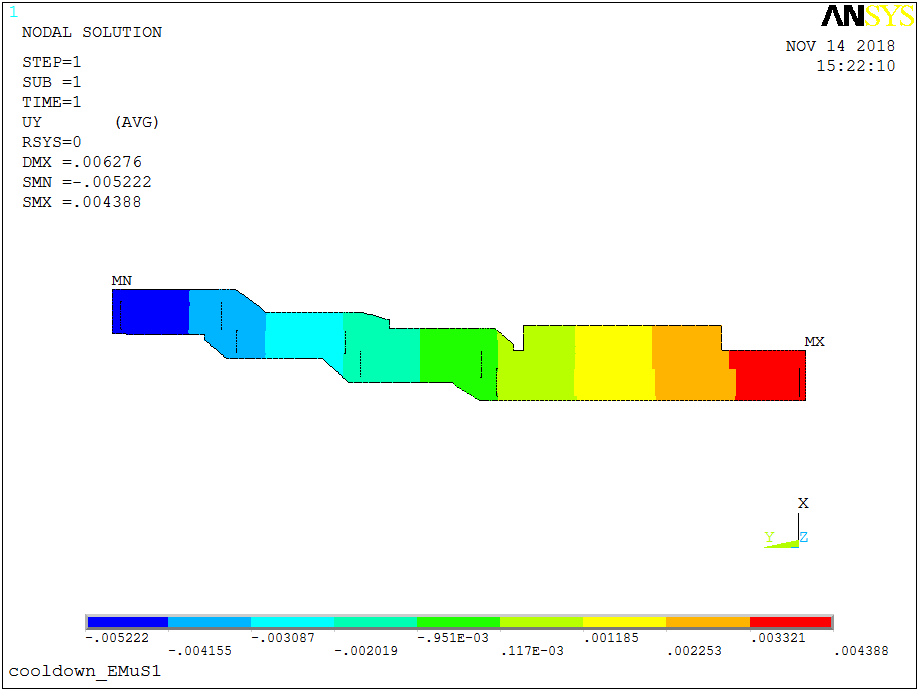 1
ANSYS
NODAL SOLUTION
NOV 14 2018
15:22:10
STEP=1
SUB =1
TIME=1
UY (AVG)
RSYS=0
DMX =.006276
SMN =-.005222
SMX =.004388
MN
MX
X
Y Z
-.005222 -.003087 -.951E-03 .001185 .003321
-.004155 -.002019 .117E-03 .002253 .004388
cooldown_EMuS1